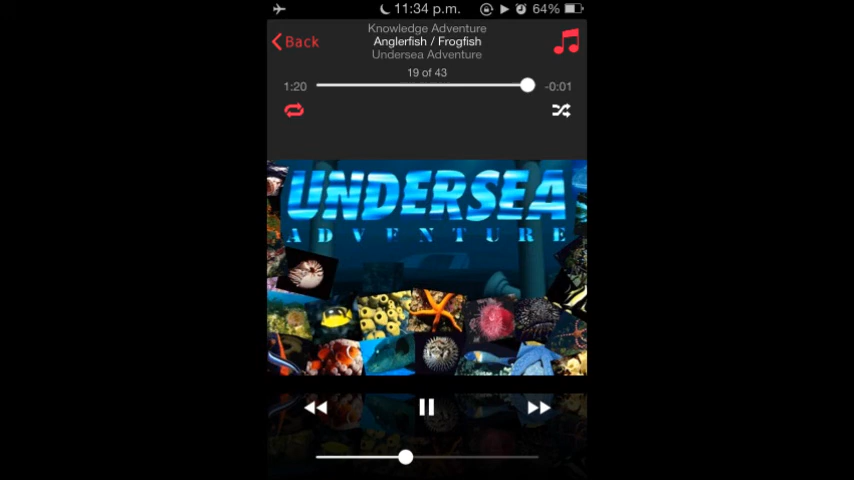 11:34 p.m. 64%
Knowledge Adventure
Back
Anglerfish / Frogfish
Undersea Adventure
19 of 43
1:20
-0:01
UNDERSEA
ADVENTURE